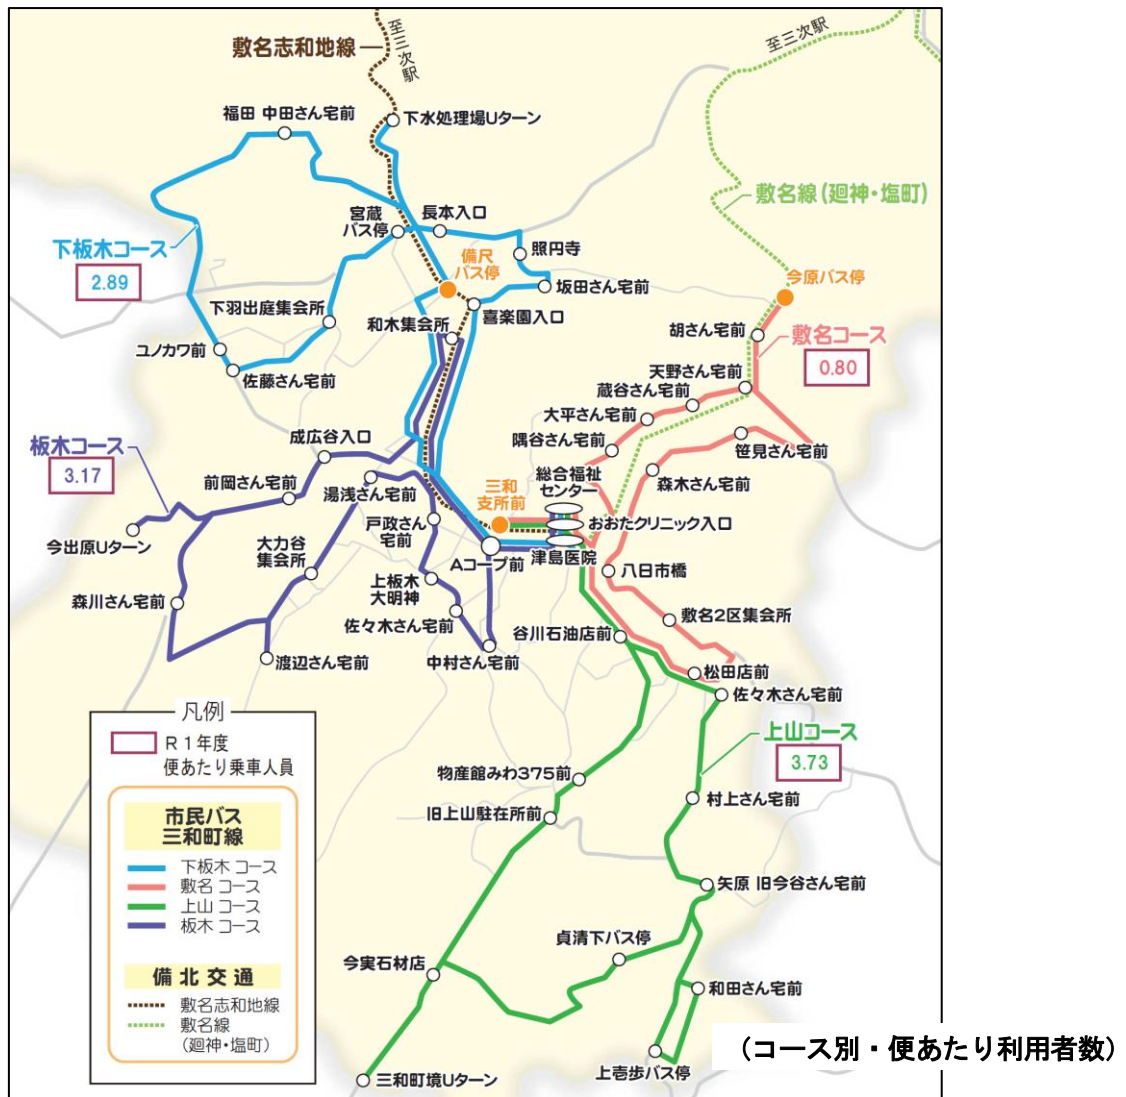 敷名志和地線
至三次駅
至三次駅
福田 中田さん宅前
下水処理場Uターン
敷名線(廻神・塩町)
宮蔵
バス停
長本入口
下板木コース
2.89
備尺
バス停
照円寺
坂田さん宅前
今原バス停
下羽出庭集会所
喜楽園入口
和木集会所
胡さん宅前
敷名コース
0.80
ユノカワ前
佐藤さん宅前
天野さん宅前
蔵谷さん宅前
大平さん宅前
隅谷さん宅前
笹見さん宅前
板木コース
3.17
成広谷入口
前岡さん宅前
湯浅さん宅前
総合福祉
センター
森木さん宅前
三和
支所前
おおたクリニック入口
今出原Uターン
戸政さん
宅前
大力谷
集会所
Aコープ前
津島医院
八日市橋
森川さん宅前
上板木
大明神
佐々木さん宅前
敷名2区集会所
谷川石油店前
渡辺さん宅前
中村さん宅前
松田店前
佐々木さん宅前
上山コース
3.73
物産館みわ375前
村上さん宅前
旧上山駐在所前
矢原 旧今谷さん宅前
貞清下バス停
今実石材店
和田さん宅前
上壱歩バス停
三和町境Uターン
凡例
R1年度
便あたり乗車人員
市民バス
三和町線
下板木 コース
敷名 コース
上山 コース
板木 コース
備北交通
敷名志和地線
敷名線
(廻神・塩町)
(コース別・便あたり利用者数)